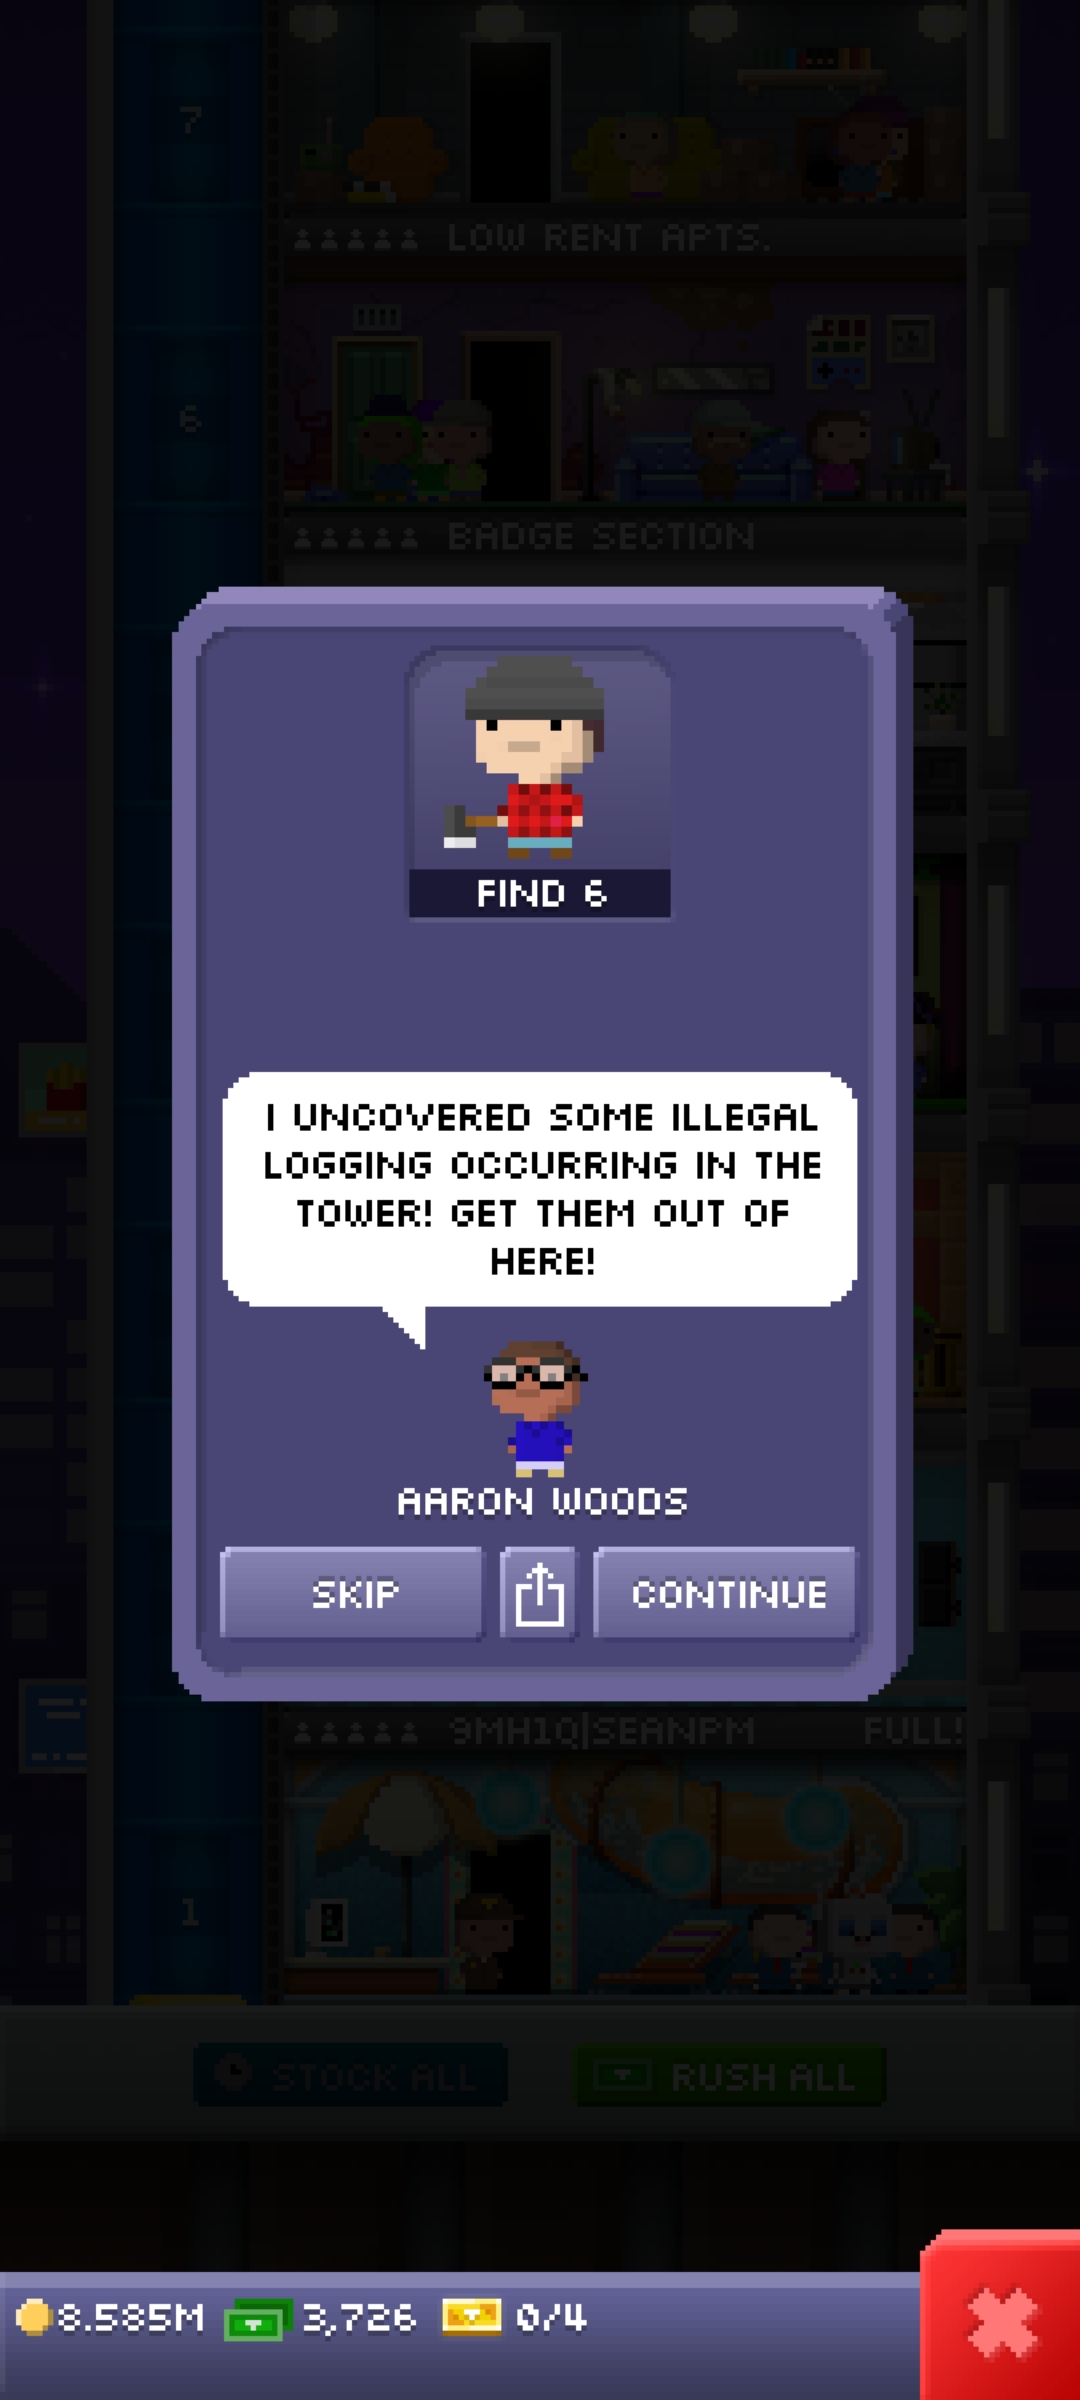 7
LOW RENT APTS.
6
BADGE SECTION
FIND 6
I UNCOVERED SOME ILLEGAL
LOGGING OCCURRING IN THE
TOWER! GET THEM OUT OF
HERE!
AARON WOODS
SKIP
CONTINUE
9MH1Q|SEANPM FULL!
1
STOCK ALL
RUSH ALL
8.585M 3,726 0/4